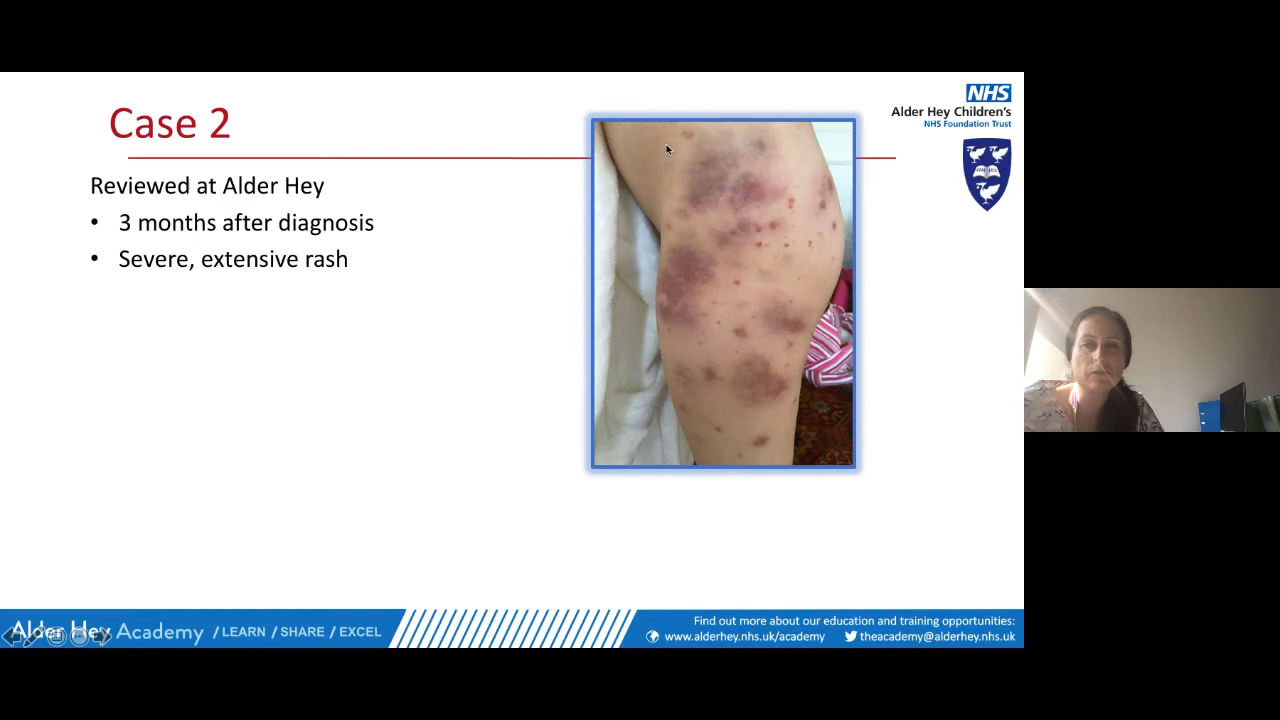 Case 2
Reviewed at Alder Hey
• 3 months after diagnosis
• Severe, extensive rash
NHS
Alder Hey Children's
NHS Foundation Trust
Alder Hey Academy / LEARN / SHARE / EXCEL
Find out more about our education and training opportunities:
www.alderhey.nhs.uk/academy theacademy@alderhey.nhs.uk